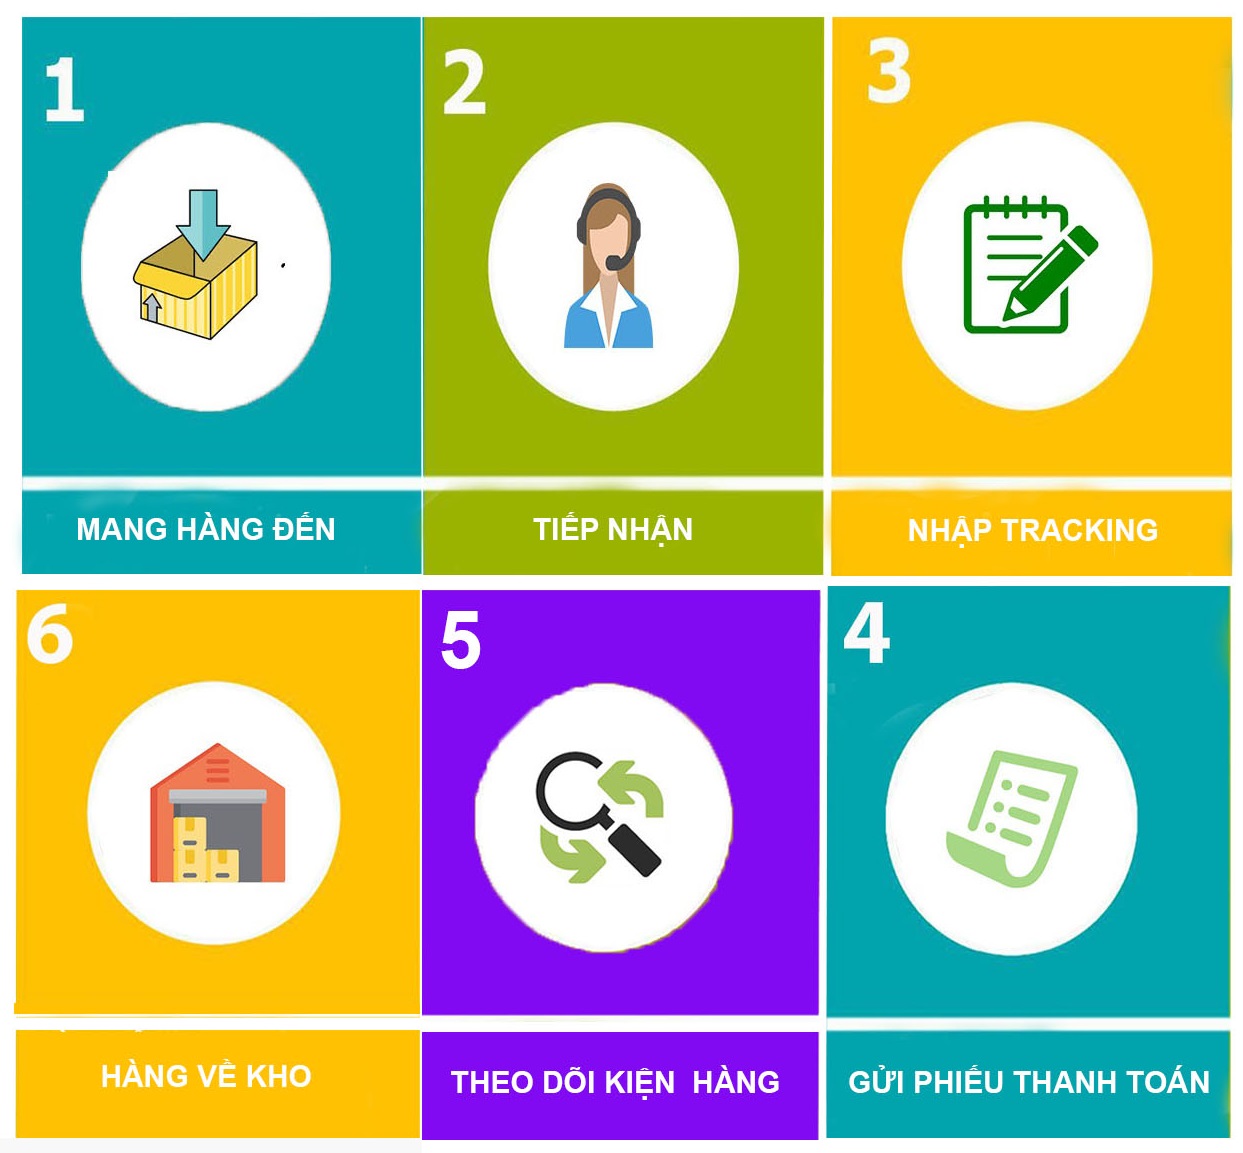 1
2
3
MANG HÀNG ĐẾN
TIẾP NHẬN
NHẬP TRACKING
6
5
4
HÀNG VỀ KHO
THEO DÕI KIỆN HÀNG
GỬI PHIẾU THANH TOÁN